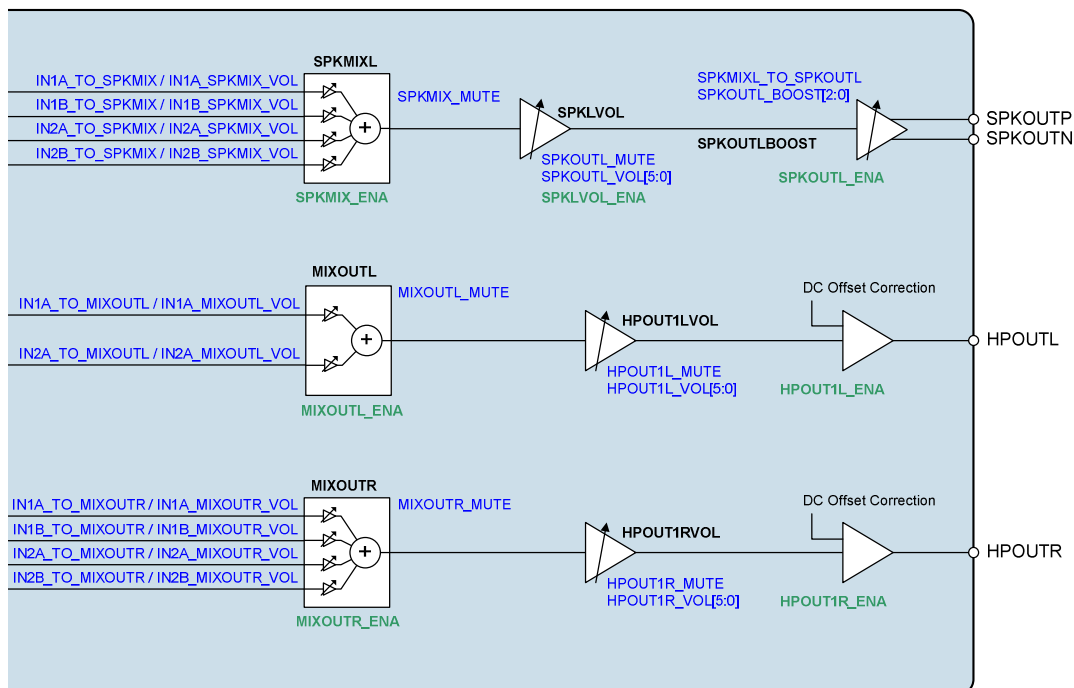 SPKMIXL
IN1A_TO_SPKMIX / IN1A_SPKMIX_VOL
IN1B_TO_SPKMIX / IN1B_SPKMIX_VOL
IN2A_TO_SPKMIX / IN2A_SPKMIX_VOL
IN2B_TO_SPKMIX / IN2B_SPKMIX_VOL
+
SPKMIX_ENA
SPKMIX_MUTE
SPKLVOL
SPKOUTL_MUTE
SPKOUTL_VOL[5:0]
SPKLVOL_ENA
SPKMIXL_TO_SPKOUTL
SPKOUTL_BOOST[2:0]
SPKOUTLBOOST
SPKOUTL_ENA
SPKOUTP
SPKOUTN
MIXOUTL
IN1A_TO_MIXOUTL / IN1A_MIXOUTL_VOL
IN2A_TO_MIXOUTL / IN2A_MIXOUTL_VOL
+
MIXOUTL_ENA
MIXOUTL_MUTE
HPOUT1LVOL
HPOUT1L_MUTE
HPOUT1L_VOL[5:0]
DC Offset Correction
HPOUT1L_ENA
HPOUTL
MIXOUTR
IN1A_TO_MIXOUTR / IN1A_MIXOUTR_VOL
IN1B_TO_MIXOUTR / IN1B_MIXOUTR_VOL
IN2A_TO_MIXOUTR / IN2A_MIXOUTR_VOL
IN2B_TO_MIXOUTR / IN2B_MIXOUTR_VOL
+
MIXOUTR_ENA
MIXOUTR_MUTE
HPOUT1RVOL
HPOUT1R_MUTE
HPOUT1R_VOL[5:0]
DC Offset Correction
HPOUT1R_ENA
HPOUTR